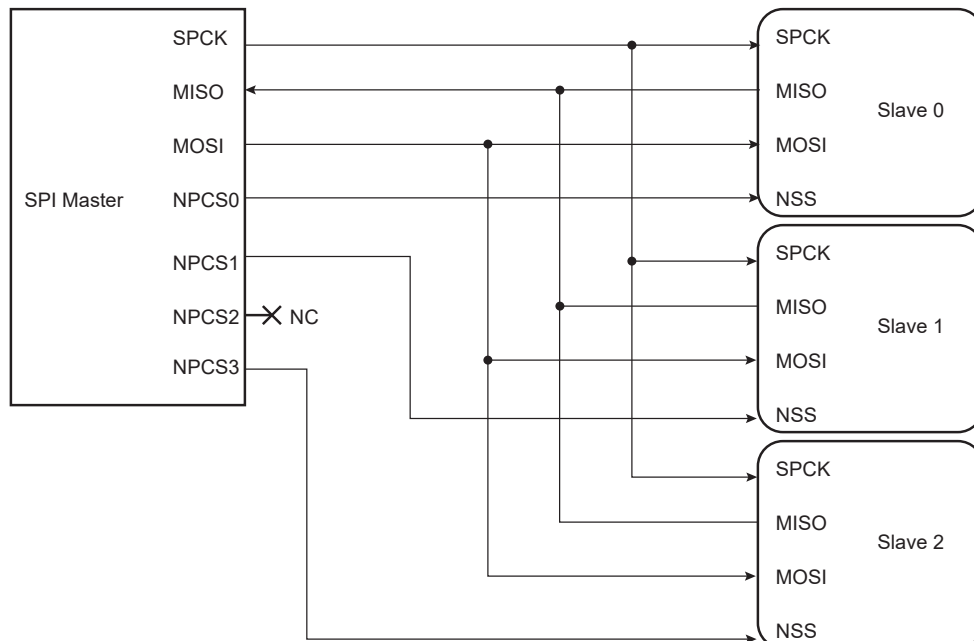 SPI Master
SPCK
MISO
MOSI
NPCS0
NPCS1
NPCS2
NC
NPCS3
SPCK
MISO
Slave 0
MOSI
NSS
SPCK
MISO
Slave 1
MOSI
NSS
SPCK
MISO
Slave 2
MOSI
NSS